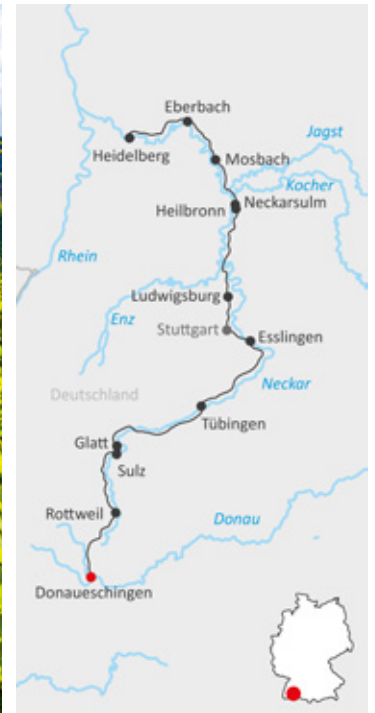 Eberbach
Heidelberg
Jagst
Mosbach
Kocher
Neckarsulm
Heilbronn
Rhein
Ludwigsburg
Enz
Stuttgart
Esslingen
Neckar
Deutschland
Tübingen
Glatt
Sulz
Rottweil
Donau
Donaueschingen